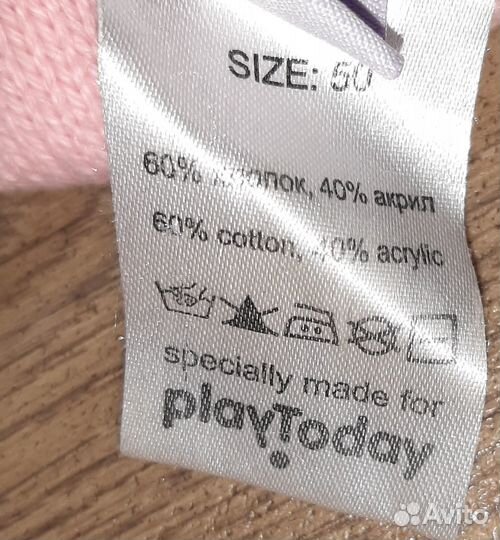 SIZE: 50
60% хлопок, 40% акрил
60% cotton, 40% acrylic
specially made for
playToday
Avito